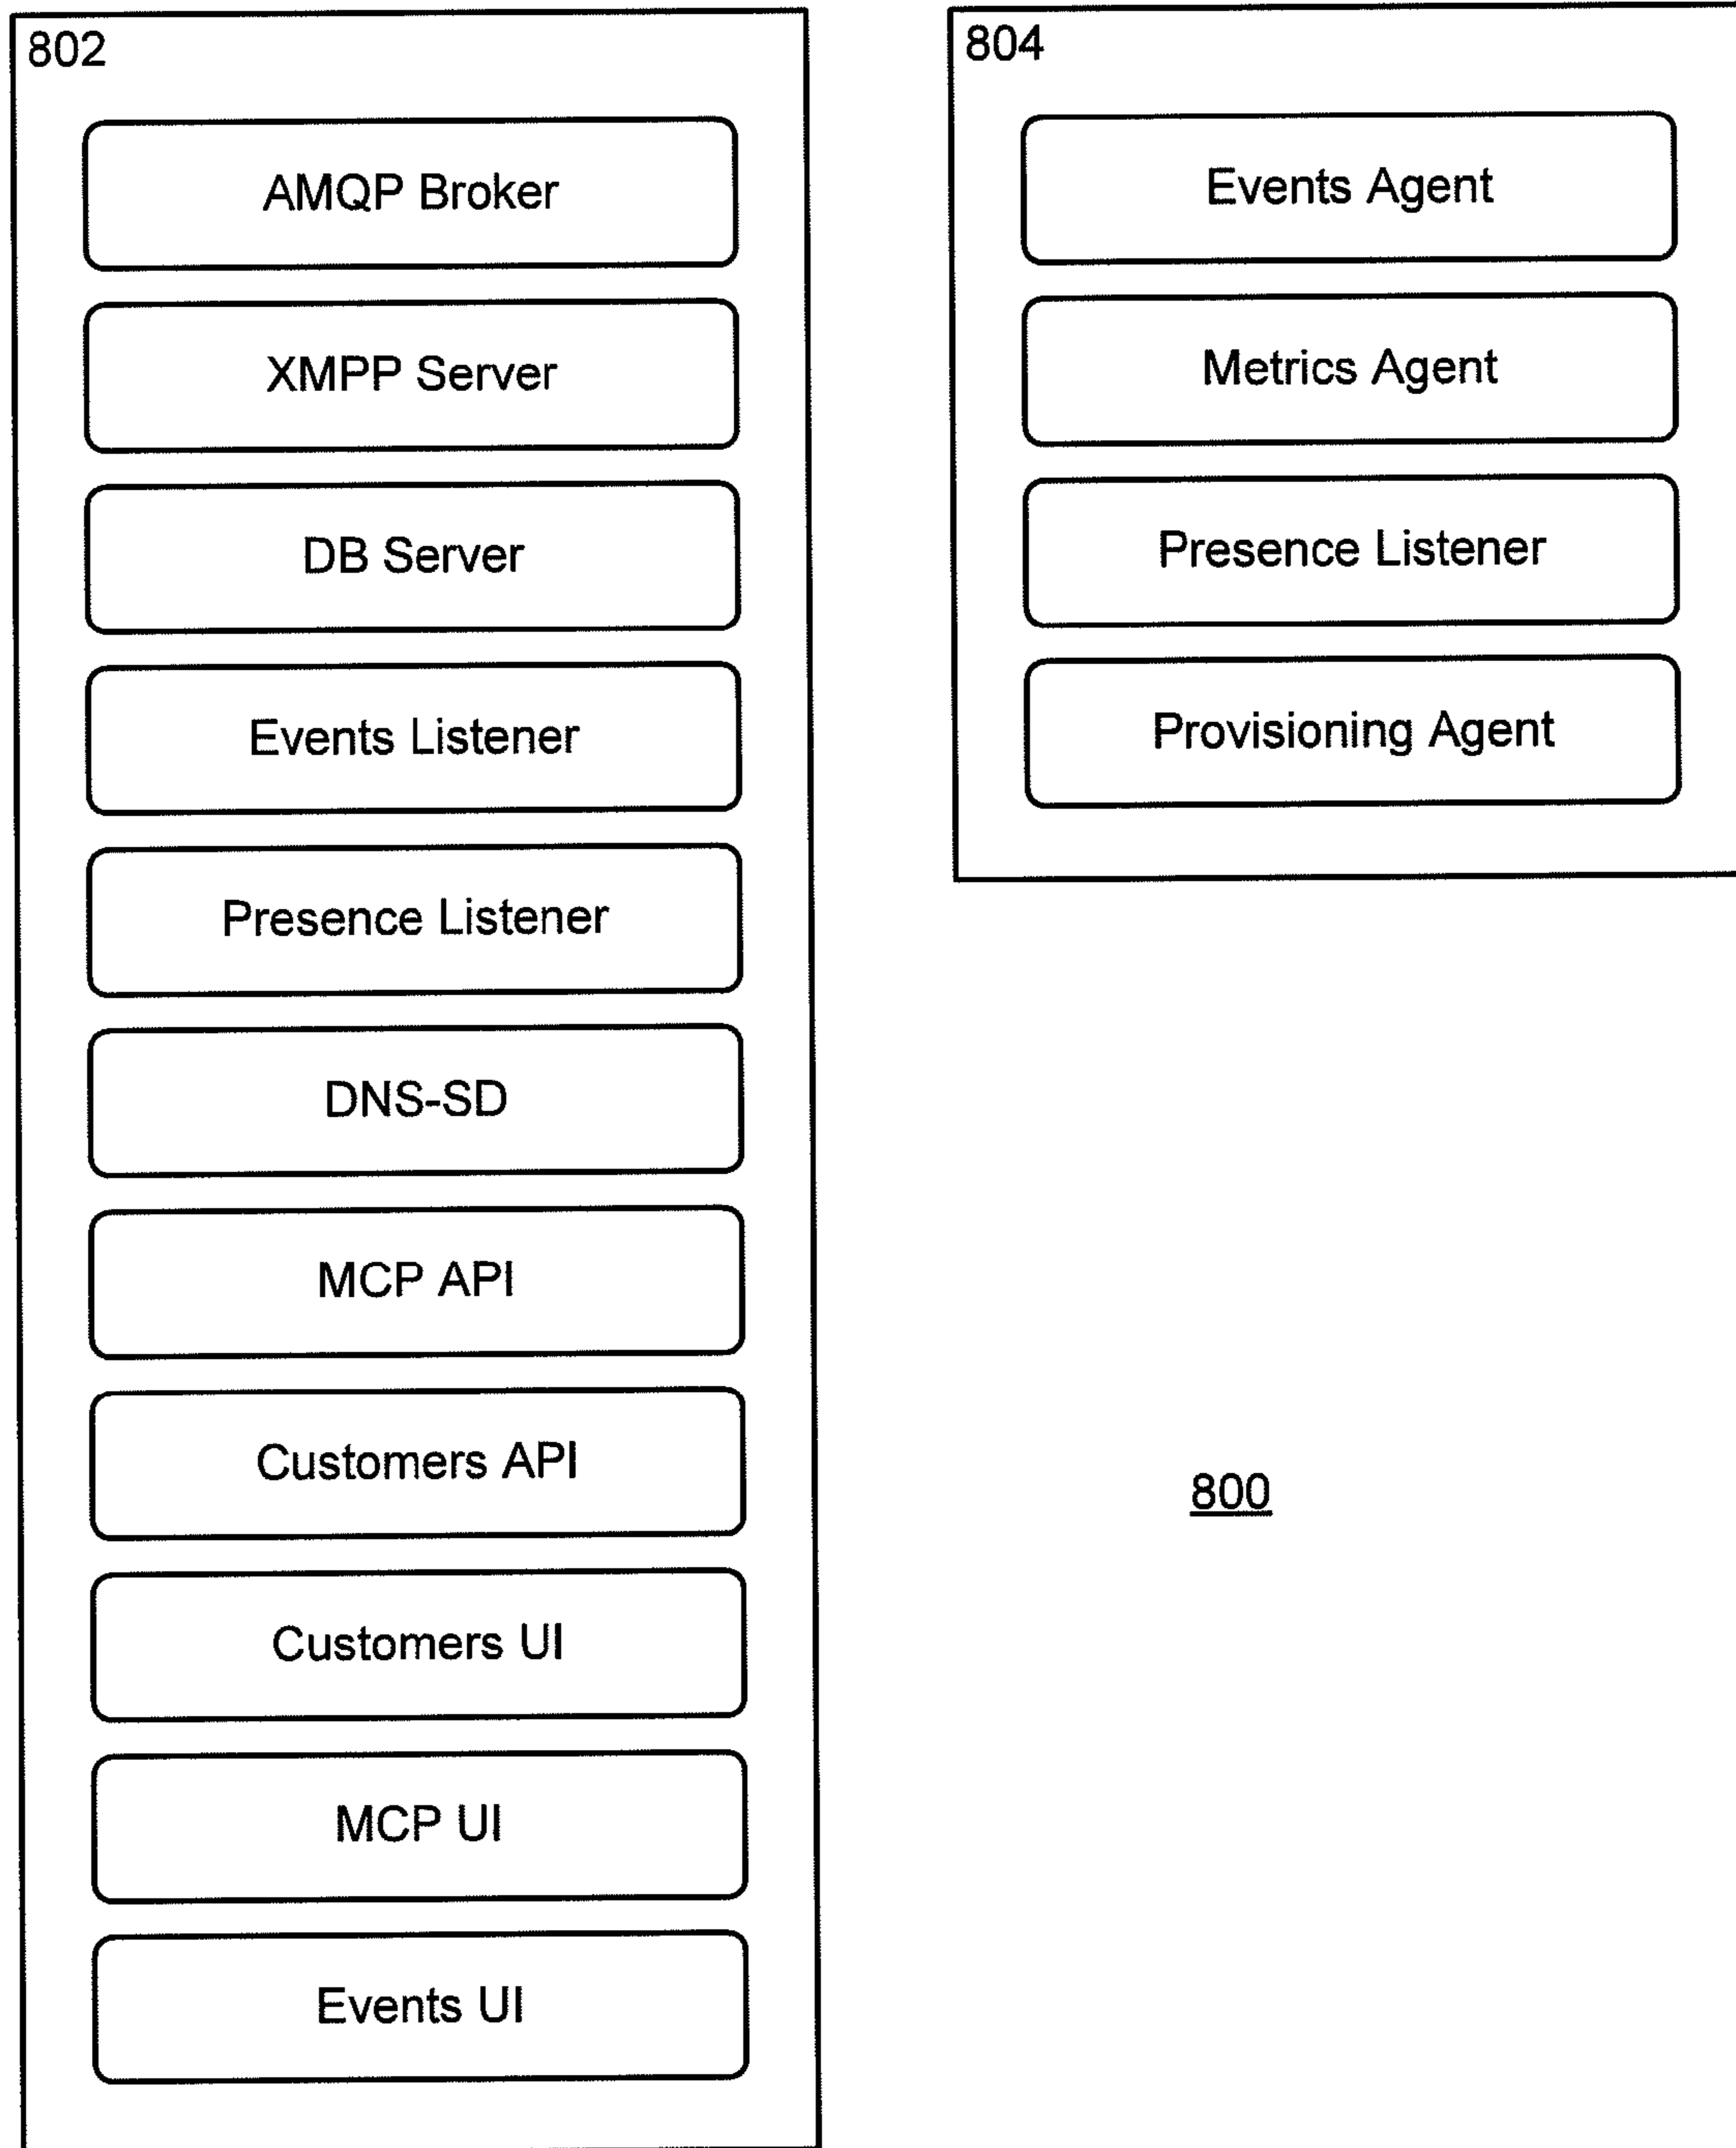 802
AMQP Broker
XMPP Server
DB Server
Events Listener
Presence Listener
DNS-SD
MCP API
Customers API
Customers UI
MCP UI
Events UI
804
Events Agent
Metrics Agent
Presence Listener
Provisioning Agent
800